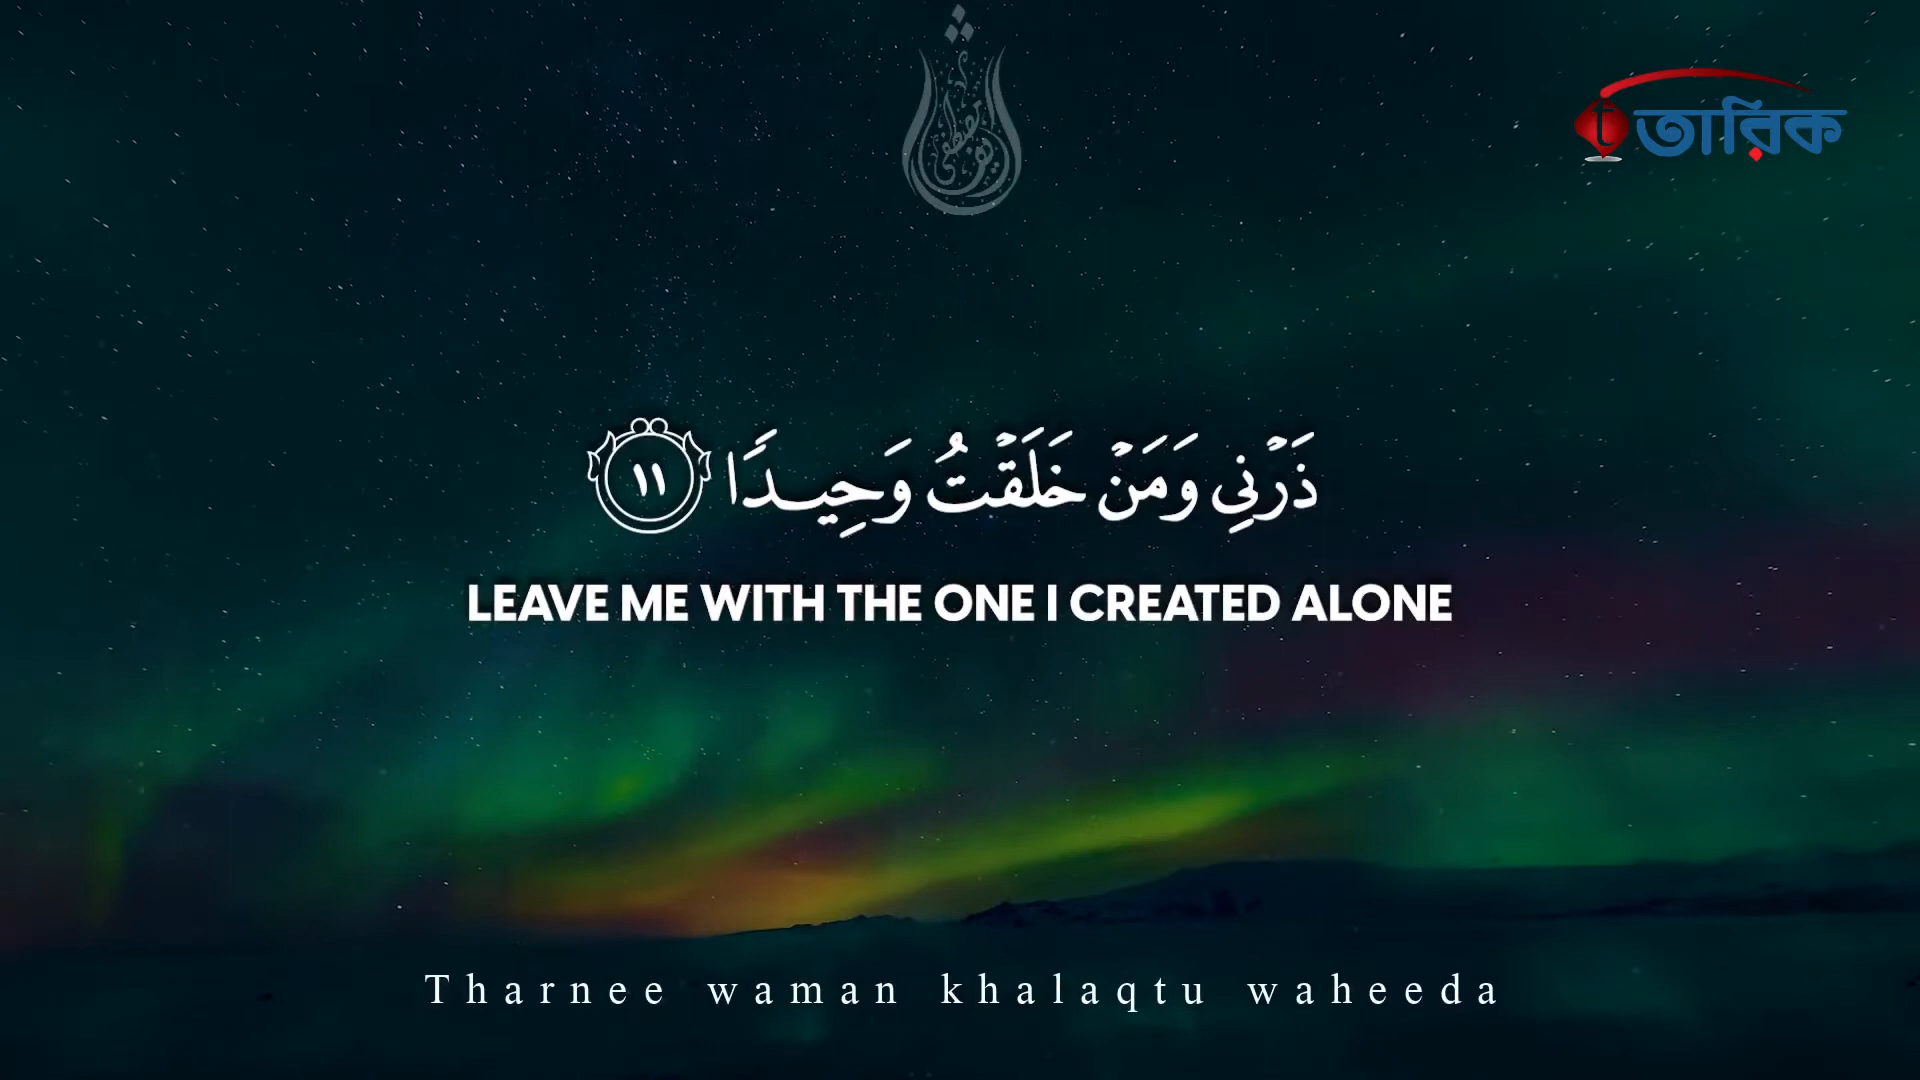 তারিক
ذَرْنِي وَمَنْ خَلَقْتُ وَحِيدًا ١١
LEAVE ME WITH THE ONE I CREATED ALONE
Tharnee waman khalaqtu waheeda